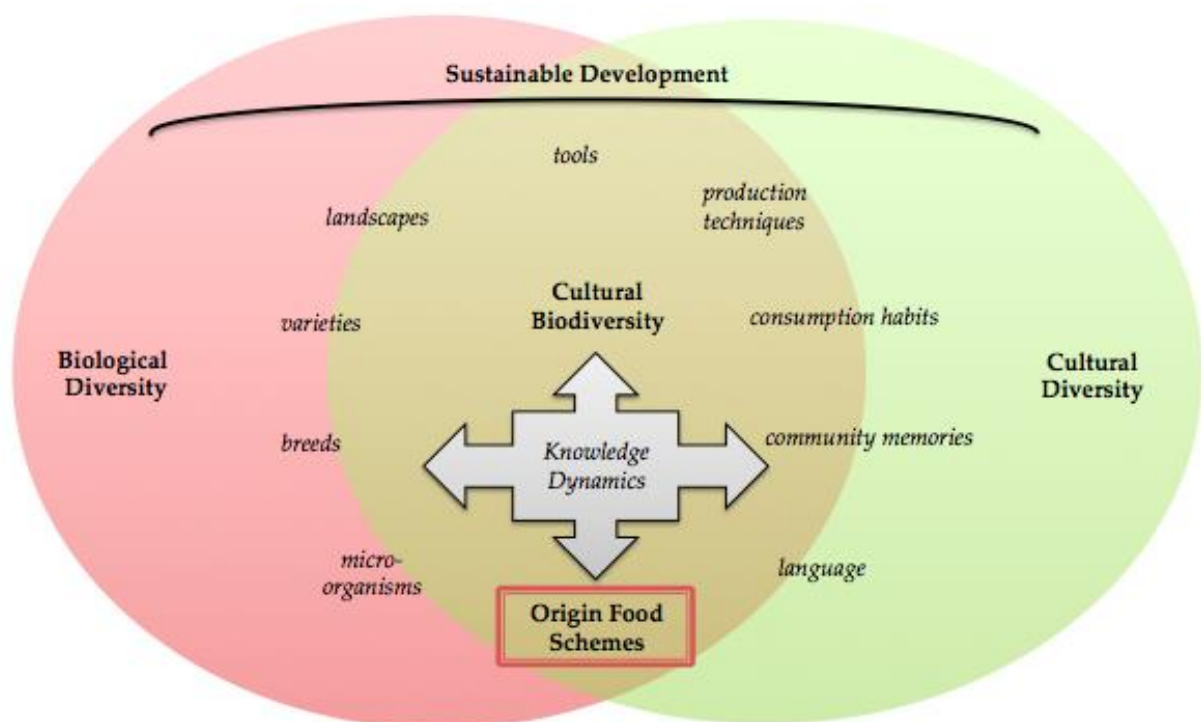 Sustainable Development
tools
production
techniques
landscapes
Cultural
Biodiversity
varieties
consumption habits
Biological
Diversity
Cultural
Diversity
breeds
Knowledge
Dynamics
community memories
micro-
organisms
language
Origin Food
Schemes